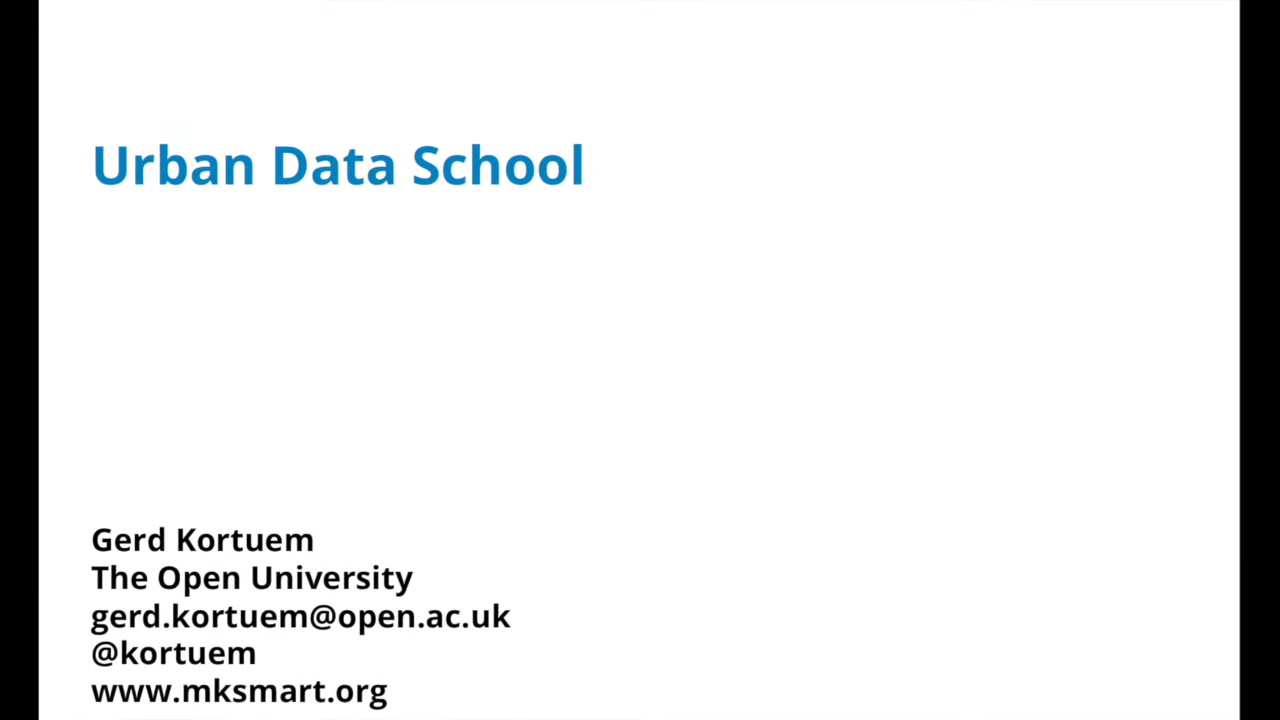 Urban Data School
Gerd Kortuem
The Open University
gerd.kortuem@open.ac.uk
@kortuem
www.mksmart.org